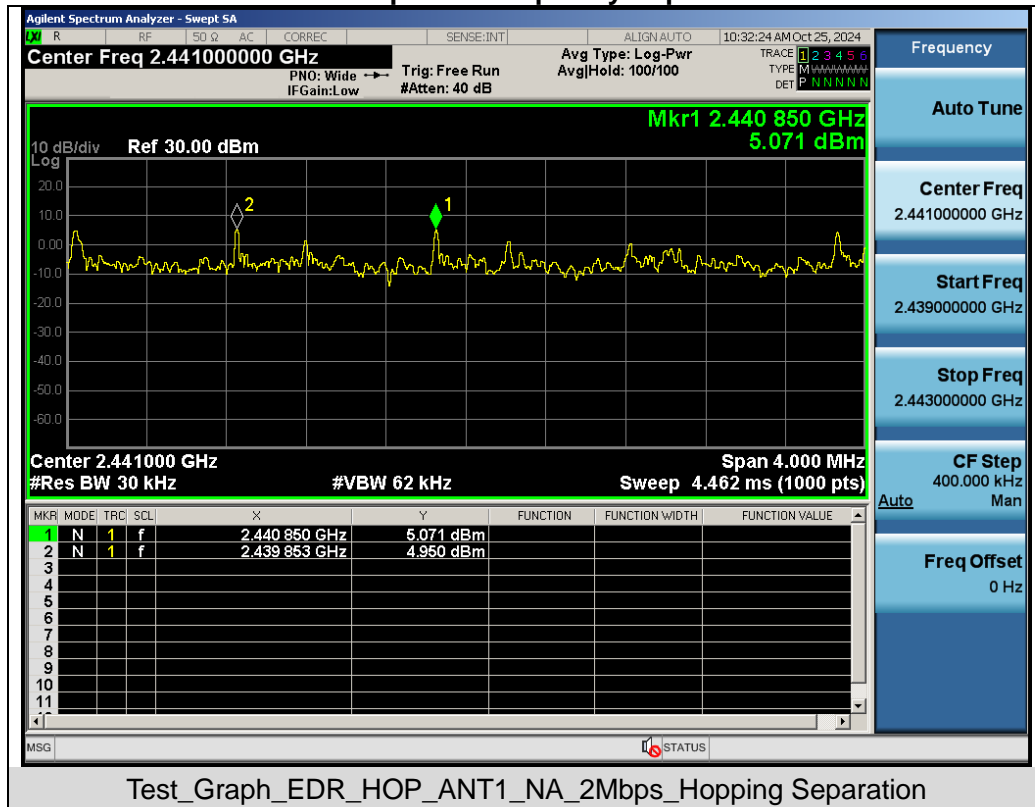 Agilent Spectrum Analyzer - Swept SA
LXI R RF 50 Ω AC CORREC SENSE:INT ALIGN AUTO 10:32:24 AM Oct 25, 2024
Center Freq 2.441000000 GHz
PNO: Wide
IFGain:Low
Trig: Free Run
#Atten: 40 dB
Avg Type: Log-Pwr
Avg|Hold: 100/100
TRACE 1 2 3 4 5 6
TYPE M WWWWW
DET P N N N N N
Mkr1 2.440 850 GHz
5.071 dBm
10 dB/div Ref 30.00 dBm
Log
20.0
10.0
0.00
-10.0
-20.0
-30.0
-40.0
-50.0
-60.0
2
1
Center 2.441000 GHz Span 4.000 MHz
#Res BW 30 kHz #VBW 62 kHz Sweep 4.462 ms (1000 pts)
MKR MODE TRC SCL X Y FUNCTION FUNCTION WIDTH FUNCTION VALUE
1 N 1 f 2.440 850 GHz 5.071 dBm
2 N 1 f 2.439 853 GHz 4.950 dBm
3
4
5
6
7
8
9
10
11
MSG STATUS
Frequency
Auto Tune
Center Freq
2.441000000 GHz
Start Freq
2.439000000 GHz
Stop Freq
2.443000000 GHz
CF Step
400.000 kHz
Auto Man
Freq Offset
0 Hz
Test_Graph_EDR_HOP_ANT1_NA_2Mbps_Hopping Separation